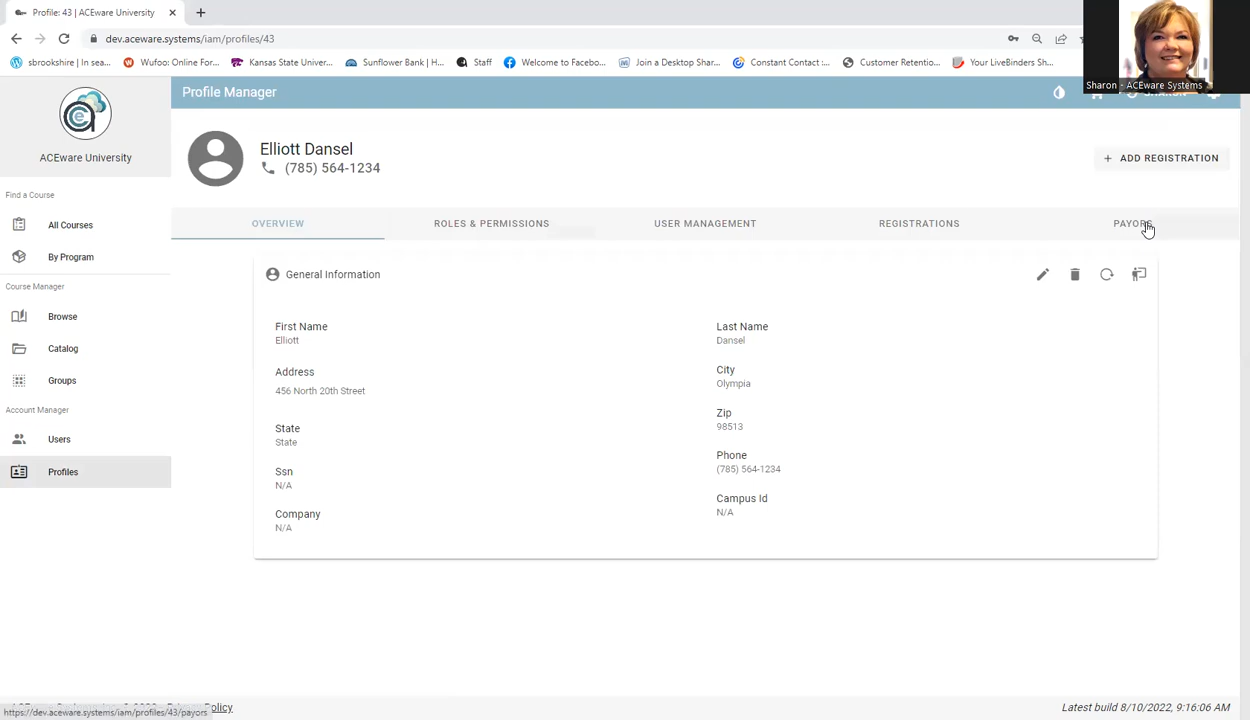 Profile: 43 | ACEware University
dev.aceware.systems/iam/profiles/43
sbrookshire | In sea...
Wufoo: Online For...
Kansas State Univer...
Sunflower Bank | H...
Staff
Welcome to Facebo...
Join a Desktop Shar...
Constant Contact :...
Customer Retentio...
Your LiveBinders Sh...
Sharon - ACEware Systems
Profile Manager
ACEware University
Elliott Dansel
(785) 564-1234
+ ADD REGISTRATION
Find a Course
All Courses
By Program
Course Manager
Browse
Catalog
Groups
Account Manager
Users
Profiles
OVERVIEW
ROLES & PERMISSIONS
USER MANAGEMENT
REGISTRATIONS
PAYORS
General Information
First Name
Elliott
Last Name
Dansel
Address
456 North 20th Street
City
Olympia
Zip
98513
State
State
Phone
(785) 564-1234
Ssn
N/A
Campus Id
N/A
Company
N/A
Policy
https://dev.aceware.systems/iam/profiles/43/payors
Latest build 8/10/2022, 9:16:06 AM